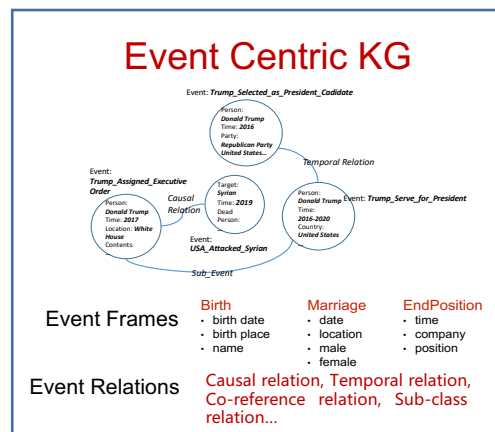 Event Centric KG
Event: Trump_Selected_as_President_Cadidate
Person:
Donald Trump
Time: 2016
Party:
Republican Party
United States...
Temporal Relation
Event:
Trump_Assigned_Executive
Order
Person:
Donald Trump
Time: 2017
Location: White
House
Contents:
...
Causal
Relation
Target:
Syrian
Time: 2019
Dead
Person:
...
Event:
USA_Attacked_Syrian
Person:
Donald Trump
Time:
2016-2020
Country:
United States
...
Event: Trump_Serve_for_President
Sub_Event
Event Frames
Birth
• birth date
• birth place
• name
Marriage
• date
• location
• male
• female
EndPosition
• time
• company
• position
Event Relations
Causal relation, Temporal relation,
Co-reference relation, Sub-class
relation...